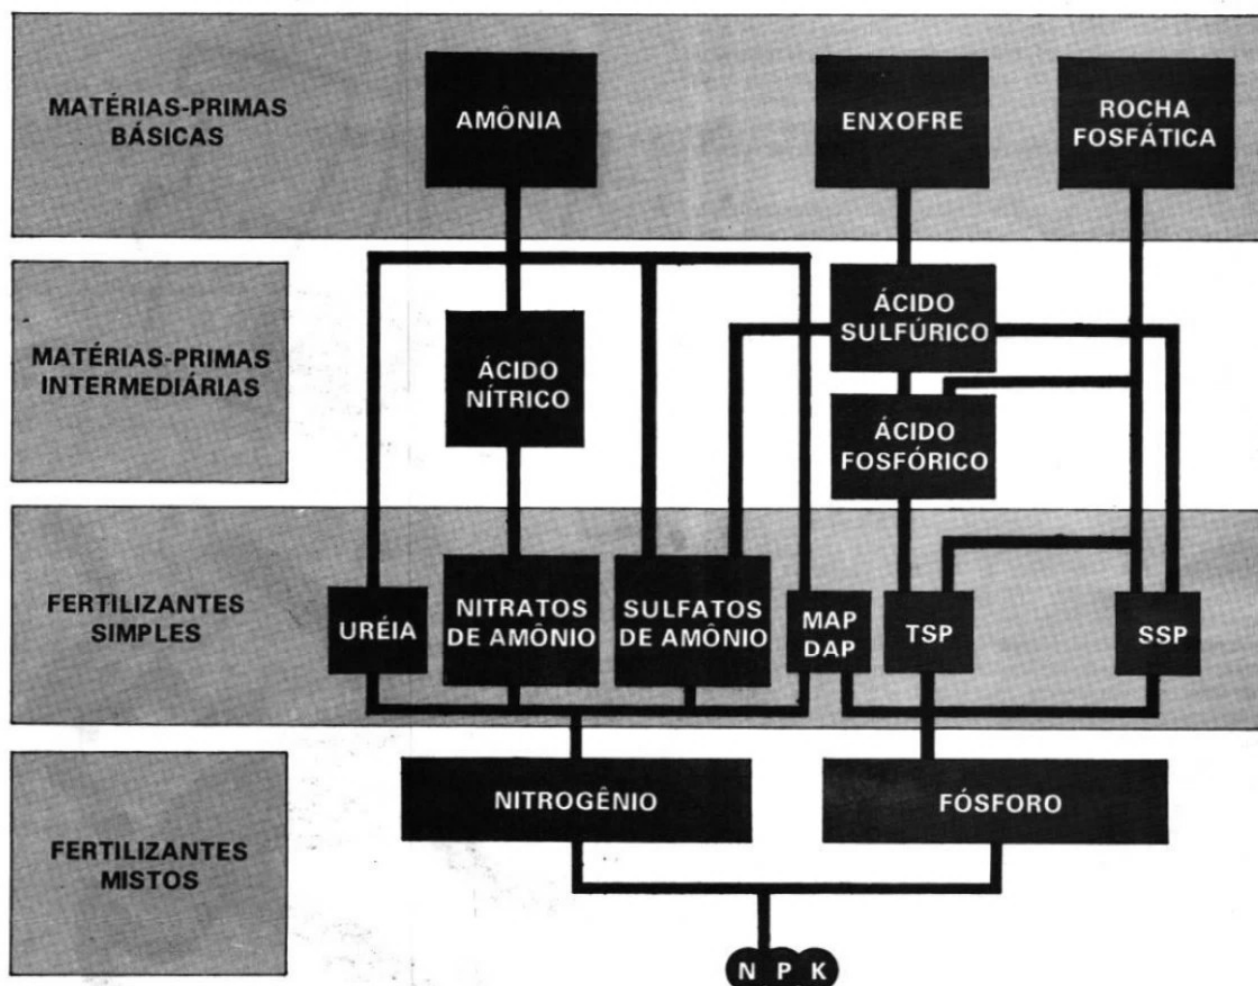 MATÉRIAS-PRIMAS
BÁSICAS
AMÔNIA
ENXOFRE
ROCHA
FOSFÁTICA
MATÉRIAS-PRIMAS
INTERMEDIÁRIAS
ÁCIDO
NÍTRICO
ÁCIDO
SULFÚRICO
ÁCIDO
FOSFÓRICO
FERTILIZANTES
SIMPLES
URÉIA
NITRATOS
DE AMÔNIO
SULFATOS
DE AMÔNIO
MAP
DAP
TSP
SSP
FERTILIZANTES
MISTOS
NITROGÊNIO
FÓSFORO
N P K